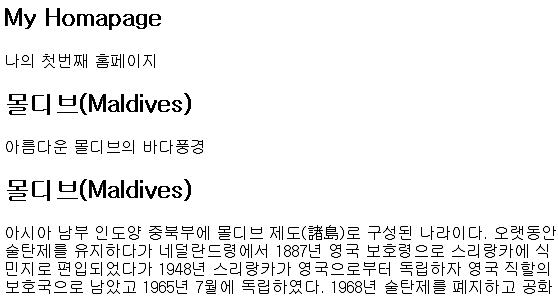 My Homapage
나의 첫번째 홈페이지
몰디브(Maldives)
아름다운 몰디브의 바다풍경
몰디브(Maldives)
아시아 남부 인도양 중북부에 몰디브 제도(諸島)로 구성된 나라이다. 오랫동안
술탄제를 유지하다가 네덜란드령에서 1887년 영국 보호령으로 스리랑카에 식
민지로 편입되었다가 1948년 스리랑카가 영국으로부터 독립하자 영국 직할의
보호국으로 남았고 1965년 7월에 독립하였다. 1968년 술탄제를 폐지하고 공화